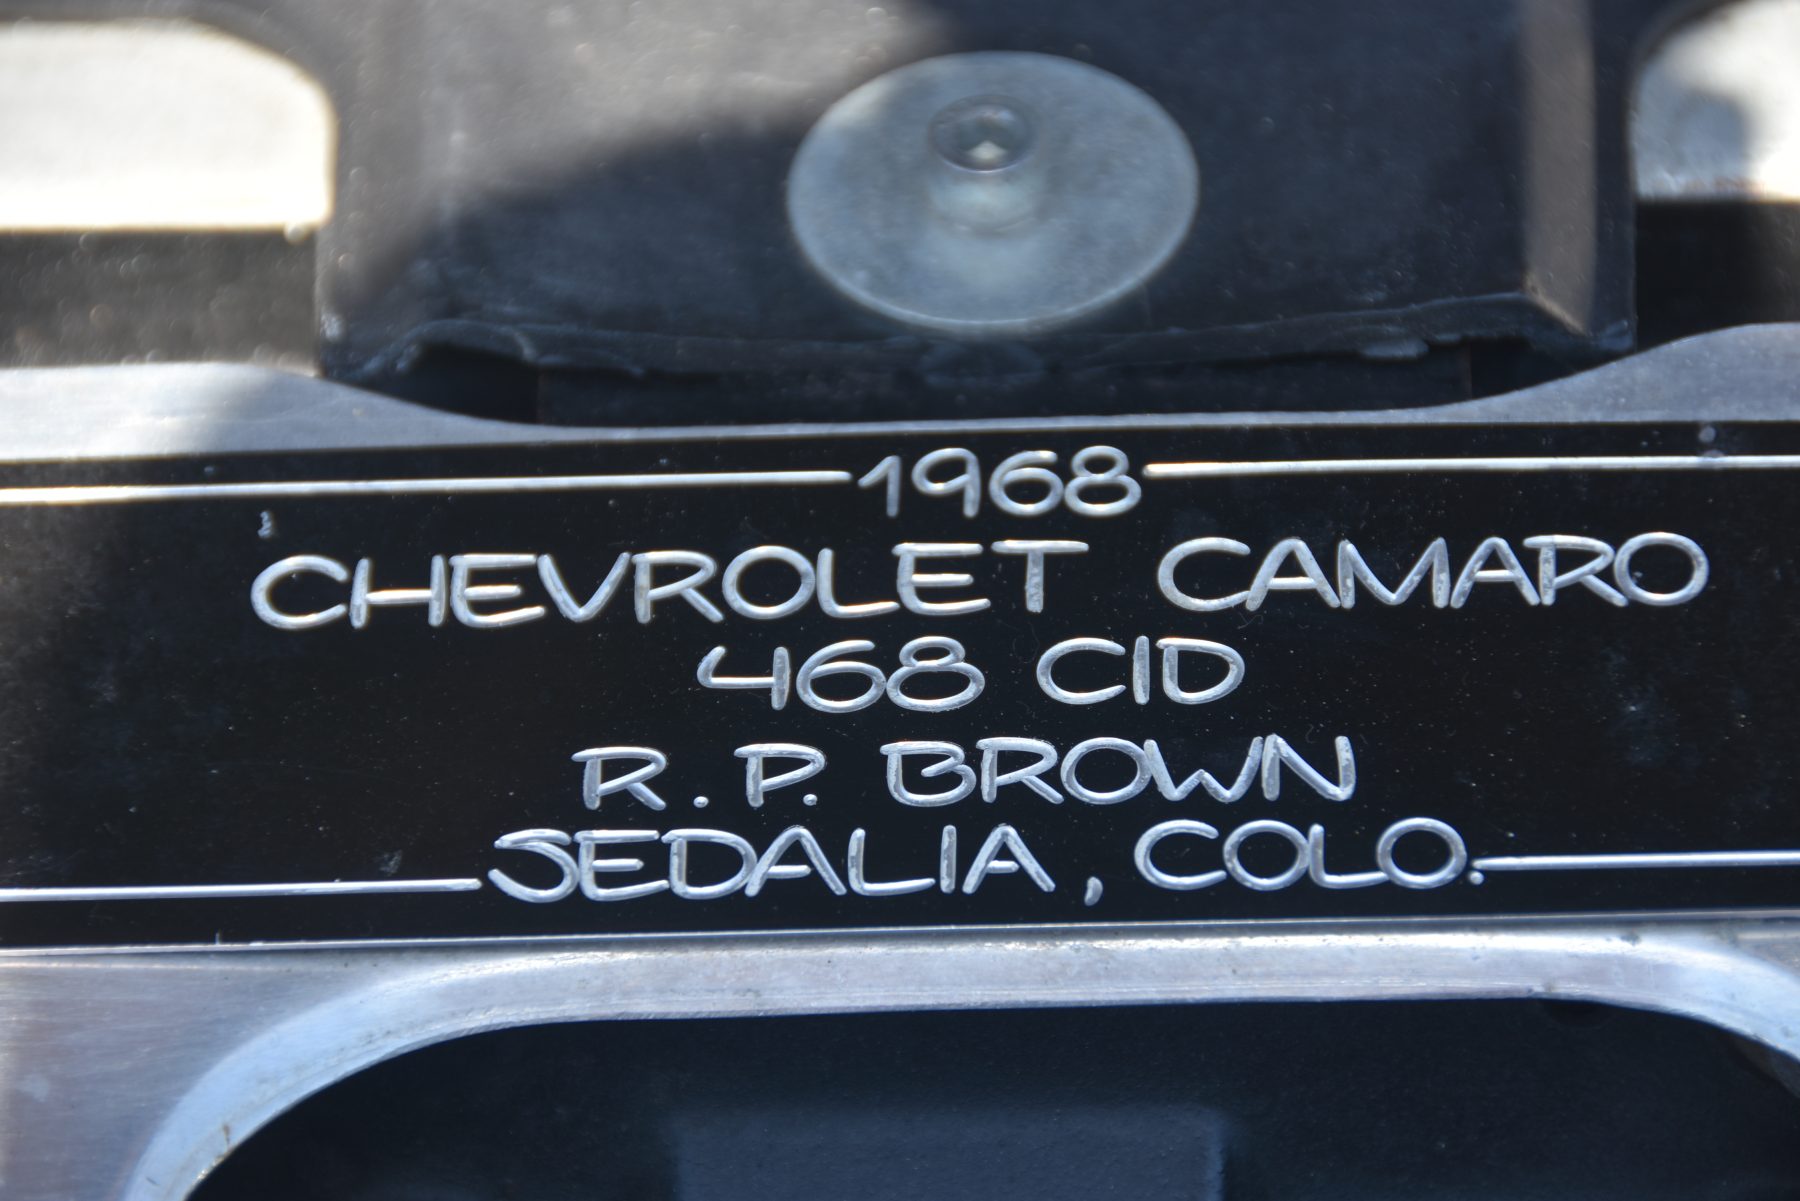 1968
CHEVROLET CAMARO
468 CID
R.P. BROWN
SEDALIA, COLO.